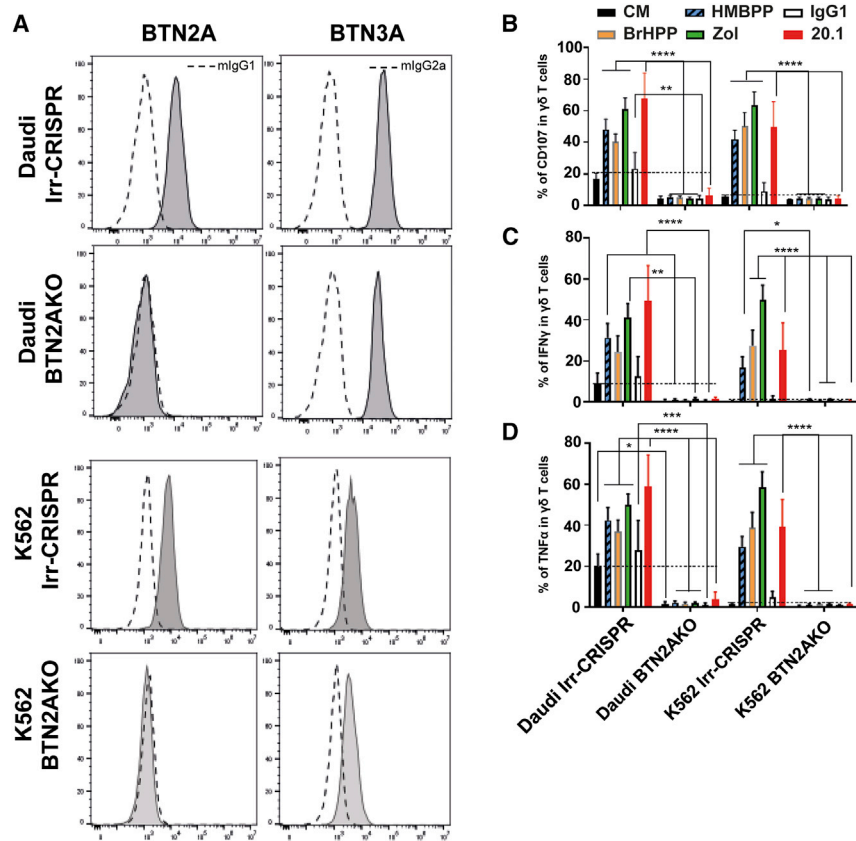 A
BTN2A
BTN3A
Daudi
Irr-CRISPR
Daudi
BTN2AKO
K562
Irr-CRISPR
K562
BTN2AKO
mIgG1
mIgG2a
B
CM
HMBPP
IgG1
BrHPP
Zol
20.1
% of CD107 in γδ T cells
100
80
60
40
20
0
****
**
****
C
% of IFNγ in γδ T cells
80
60
40
20
0
****
**
*
****
D
% of TNFα in γδ T cells
80
60
40
20
0
***
****
*
****
Daudi Irr-CRISPR
Daudi BTN2AKO
K562 Irr-CRISPR
K562 BTN2AKO